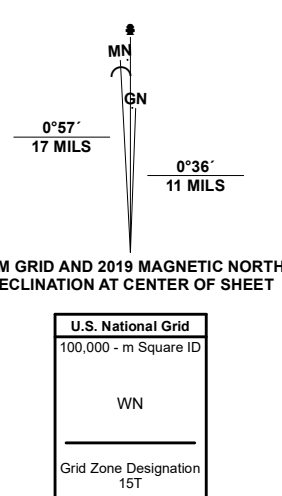 MN
GN
0°57´
17 MILS
0°36´
11 MILS
M GRID AND 2019 MAGNETIC NORTH
ECLINATION AT CENTER OF SHEET
U.S. National Grid
100,000 - m Square ID
WN
Grid Zone Designation
15T